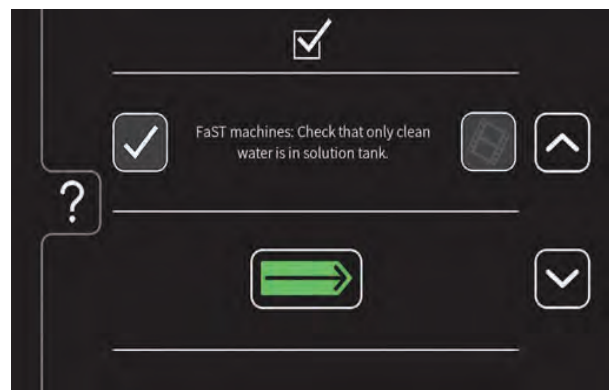 FaST machines: Check that only clean
water is in solution tank.
?